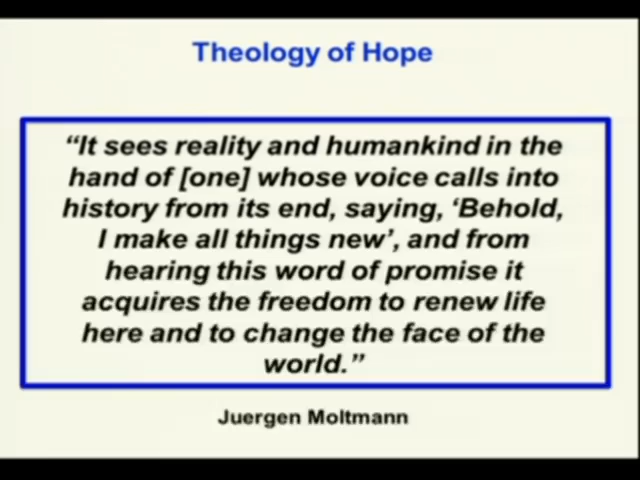 Theology of Hope
“It sees reality and humankind in the
hand of [one] whose voice calls into
history from its end, saying, ‘Behold,
I make all things new’, and from
hearing this word of promise it
acquires the freedom to renew life
here and to change the face of the
world.”
Juergen Moltmann